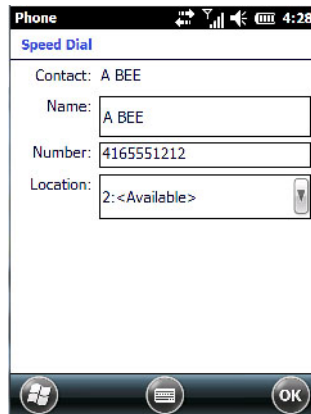 Phone 4:28
Speed Dial
Contact: A BEE
Name: A BEE
Number: 4165551212
Location: 2:<Available>
OK